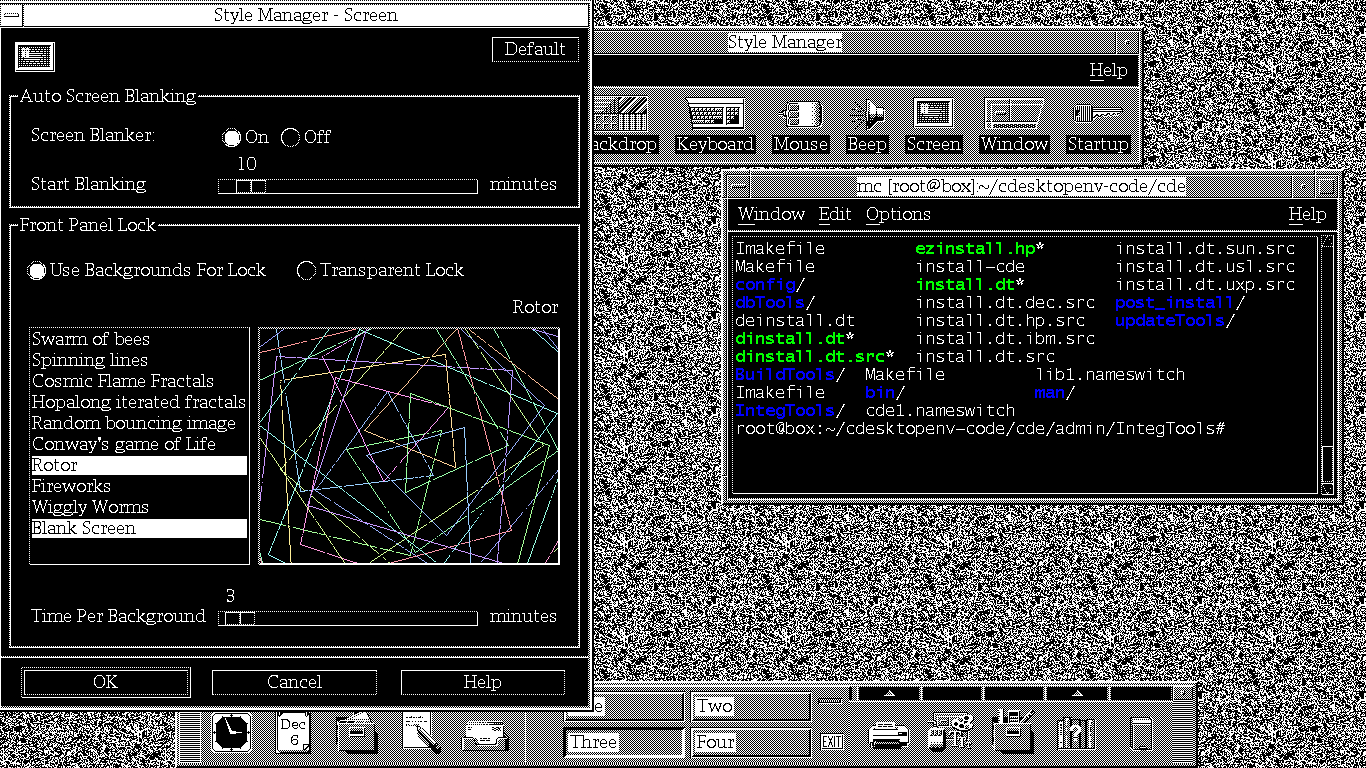 Style Manager - Screen
Default
Auto Screen Blanking
Screen Blanker:
On
Off
10
Start Blanking
minutes
Front Panel Lock
Use Backgrounds For Lock
Transparent Lock
Rotor
Swarm of bees
Spinning lines
Cosmic Flame Fractals
Hopalong iterated fractals
Random bouncing image
Conway's game of Life
Rotor
Fireworks
Wiggly Worms
Blank Screen
3
Time Per Background
minutes
OK
Cancel
Help
Style Manager
Help
ackdrop Keyboard Mouse Beep Screen Window Startup
mc [root@box]~/cdesktopenv-code/cde
Window Edit Options Help
Imakefile ezinstall.hp* install.dt.sun.src
Makefile install-cde install.dt.usl.src
config/ install.dt* install.dt.uxp.src
dbTools/ install.dt.dec.src post_install/
deinstall.dt install.dt.hp.src updateTools/
dinstall.dt* install.dt.ibm.src
dinstall.dt.src* install.dt.src
BuildTools/ Makefile lib1.nameswitch
Imakefile bin/ man/
IntegTools/ cde1.nameswitch
root@box:~/cdesktopenv-code/cde/admin/IntegTools#
Dec
6
e
Two
Three
Four
EXIT
?